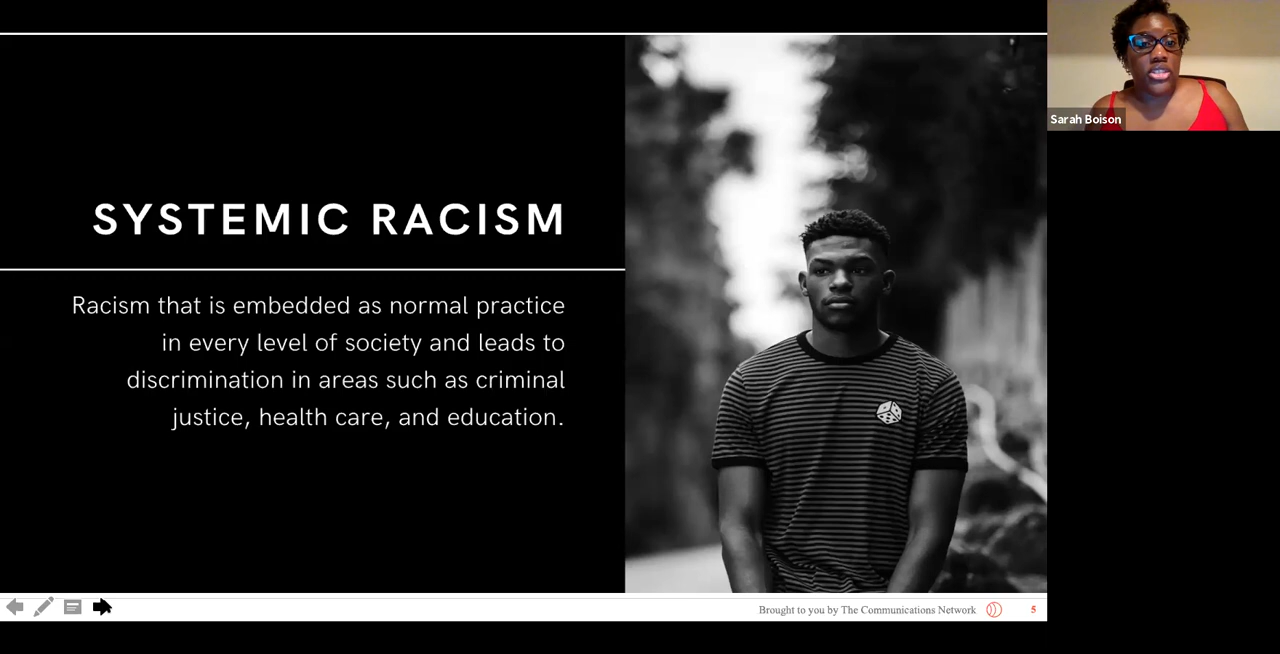 SYSTEMIC RACISM
Racism that is embedded as normal practice
in every level of society and leads to
discrimination in areas such as criminal
justice, health care, and education.
Sarah Boison
Brought to you by The Communications Network
5